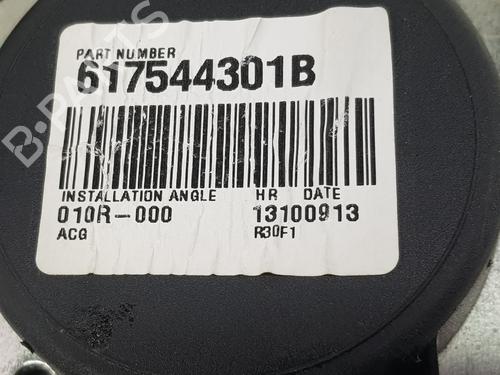 PART NUMBER
617544301B
INSTALLATION ANGLE HR DATE
010R-000 13100913
ACG R30F1
B-PARTS